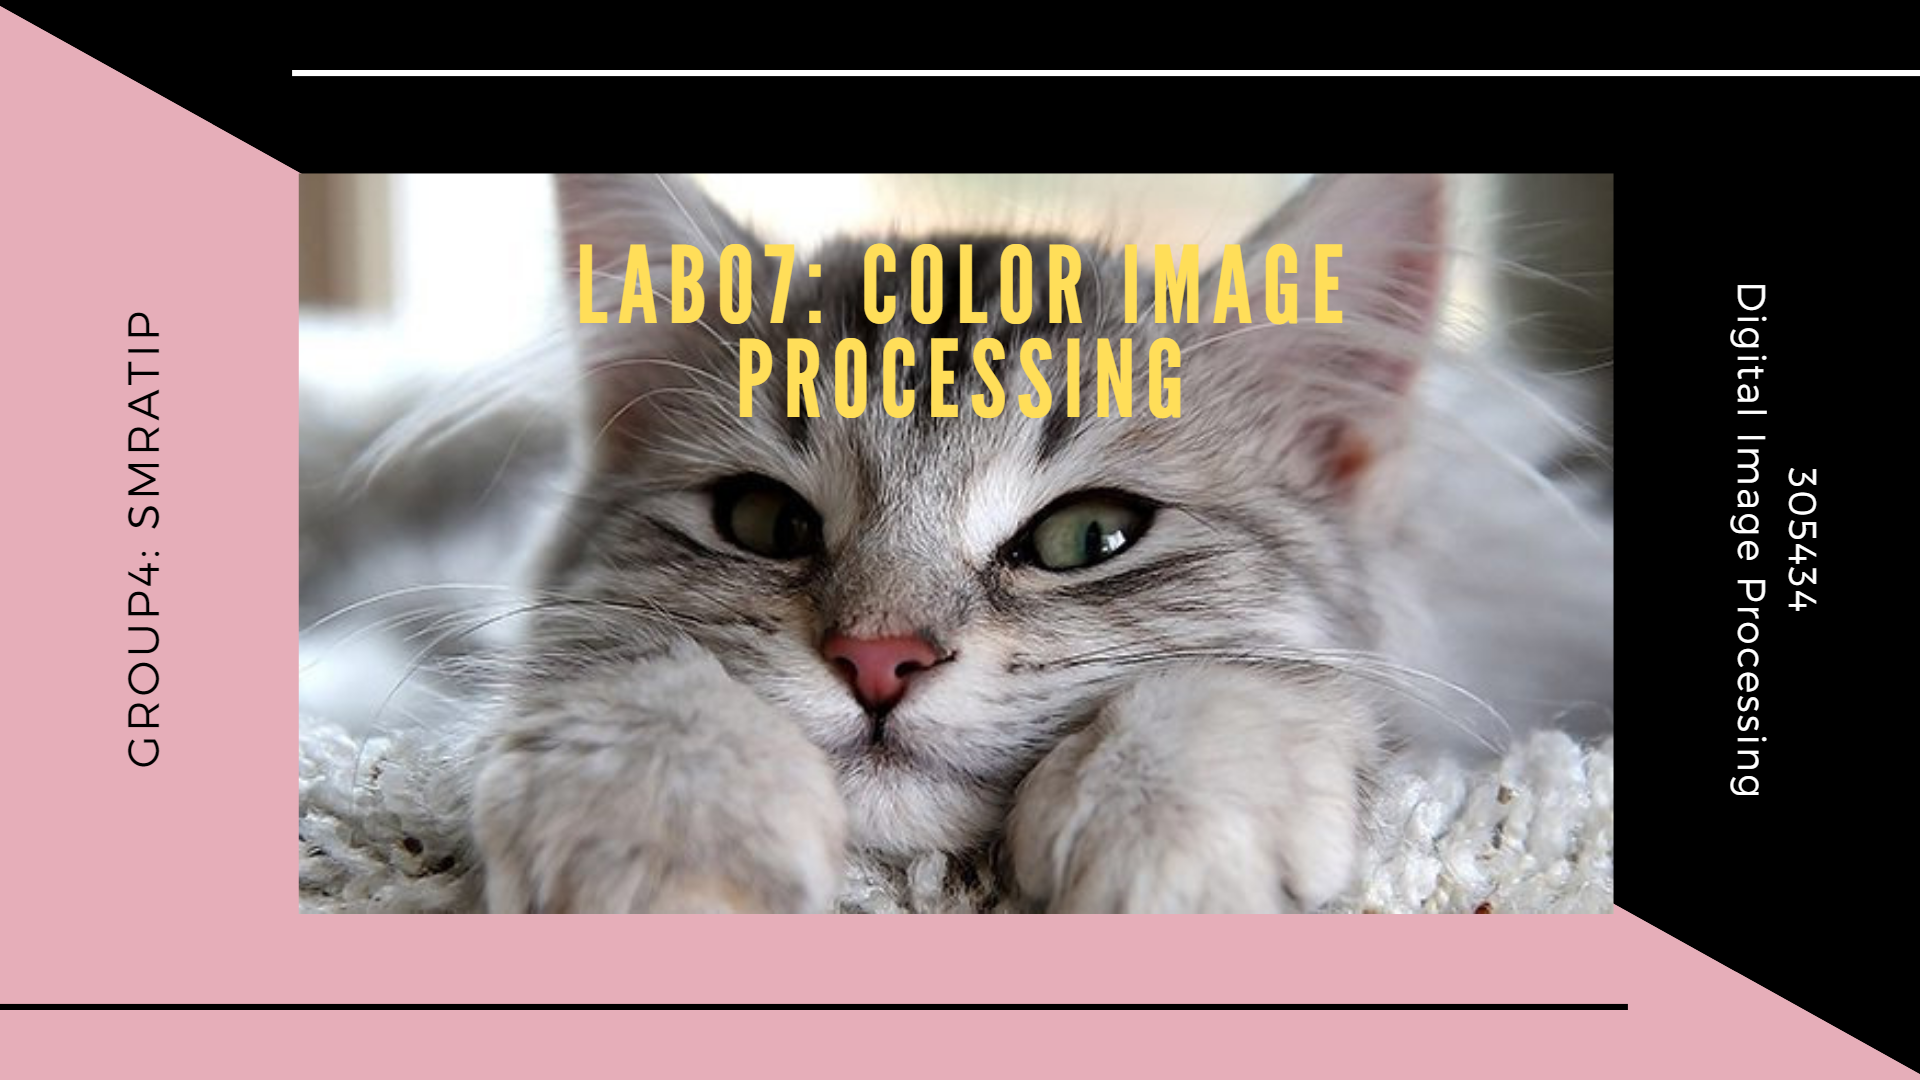 LAB07: COLOR IMAGE
PROCESSING
GROUP4: SMRATIP
305434
Digital Image Processing